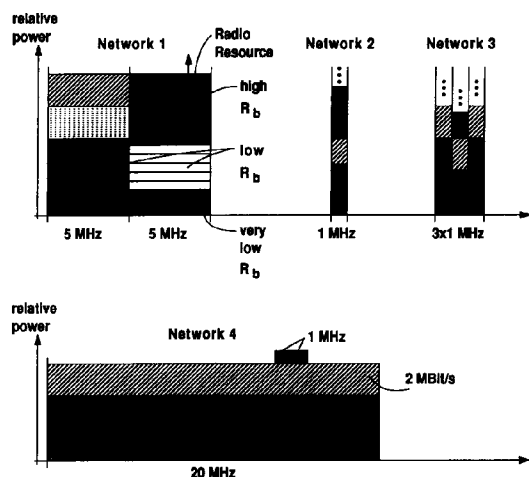 relative
power
Network 1
Radio
Resource
Network 2
Network 3
high
R b
low
R b
very
low
R b
5 MHz
5 MHz
1 MHz
3x1 MHz
relative
power
Network 4
1 MHz
2 MBit/s
20 MHz